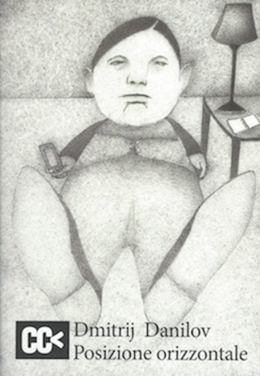 CC<
Dmitrij Danilov
Posizione orizzontale